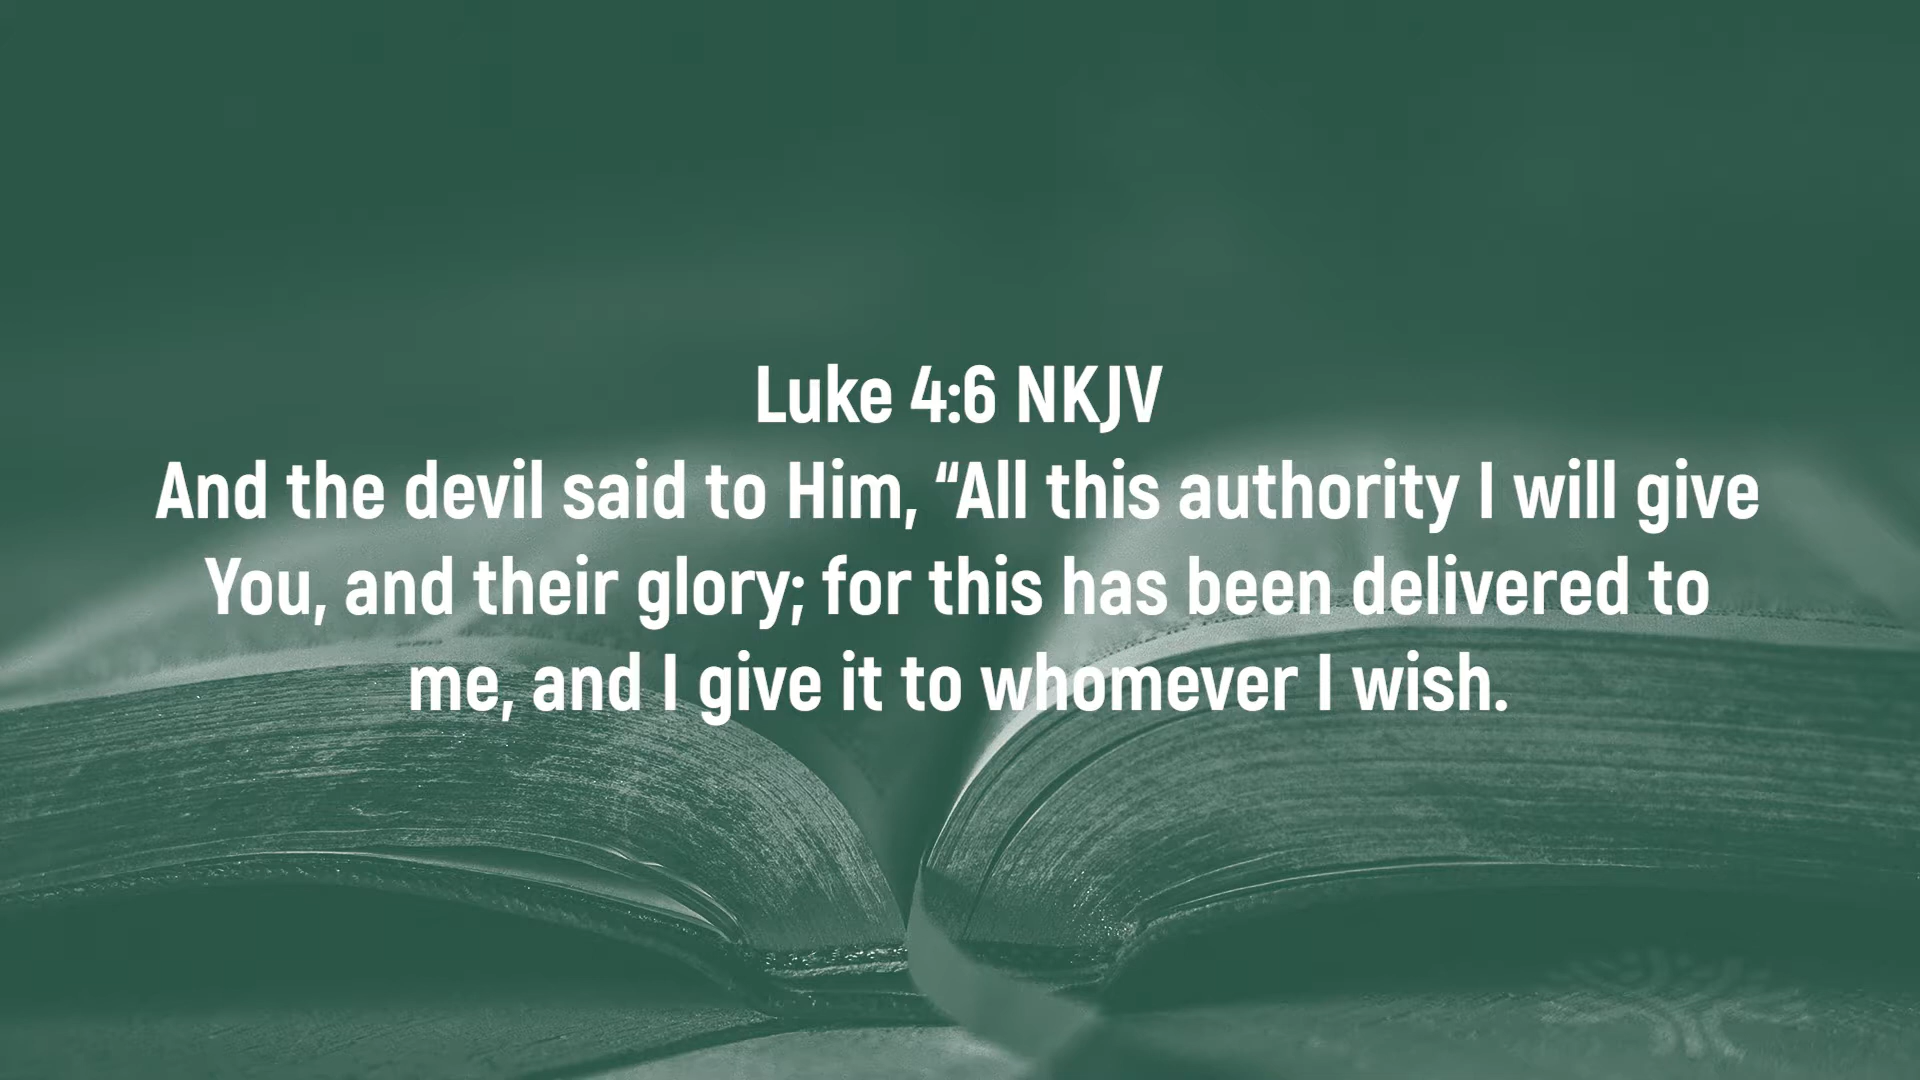 Luke 4:6 NKJV
And the devil said to Him, “All this authority I will give
You, and their glory; for this has been delivered to
me, and I give it to whomever I wish.